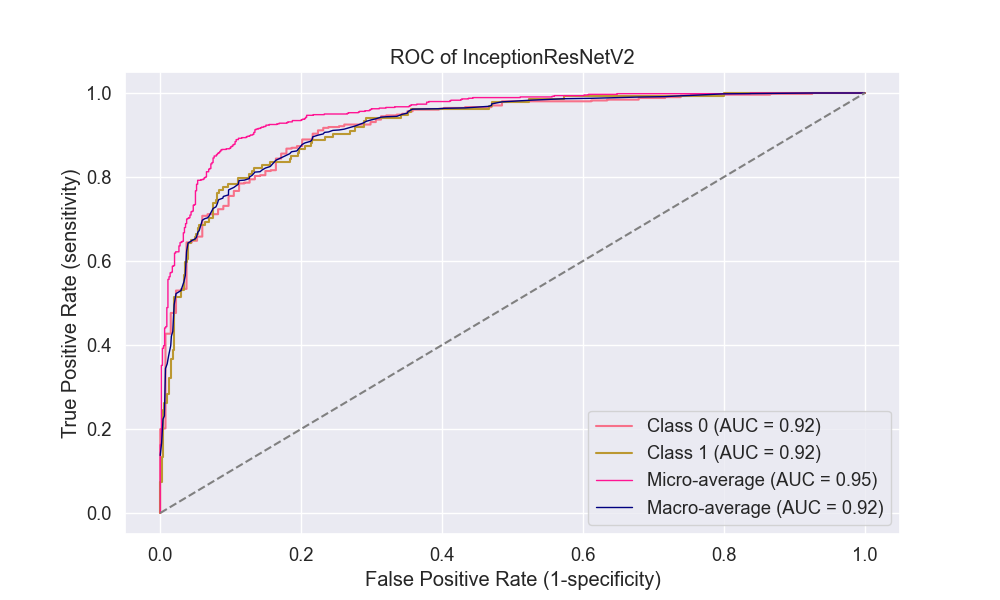 ROC of InceptionResNetV2
True Positive Rate (sensitivity)
1.0
0.8
0.6
0.4
0.2
0.0
Class 0 (AUC = 0.92)
Class 1 (AUC = 0.92)
Micro-average (AUC = 0.95)
Macro-average (AUC = 0.92)
0.0 0.2 0.4 0.6 0.8 1.0
False Positive Rate (1-specificity)